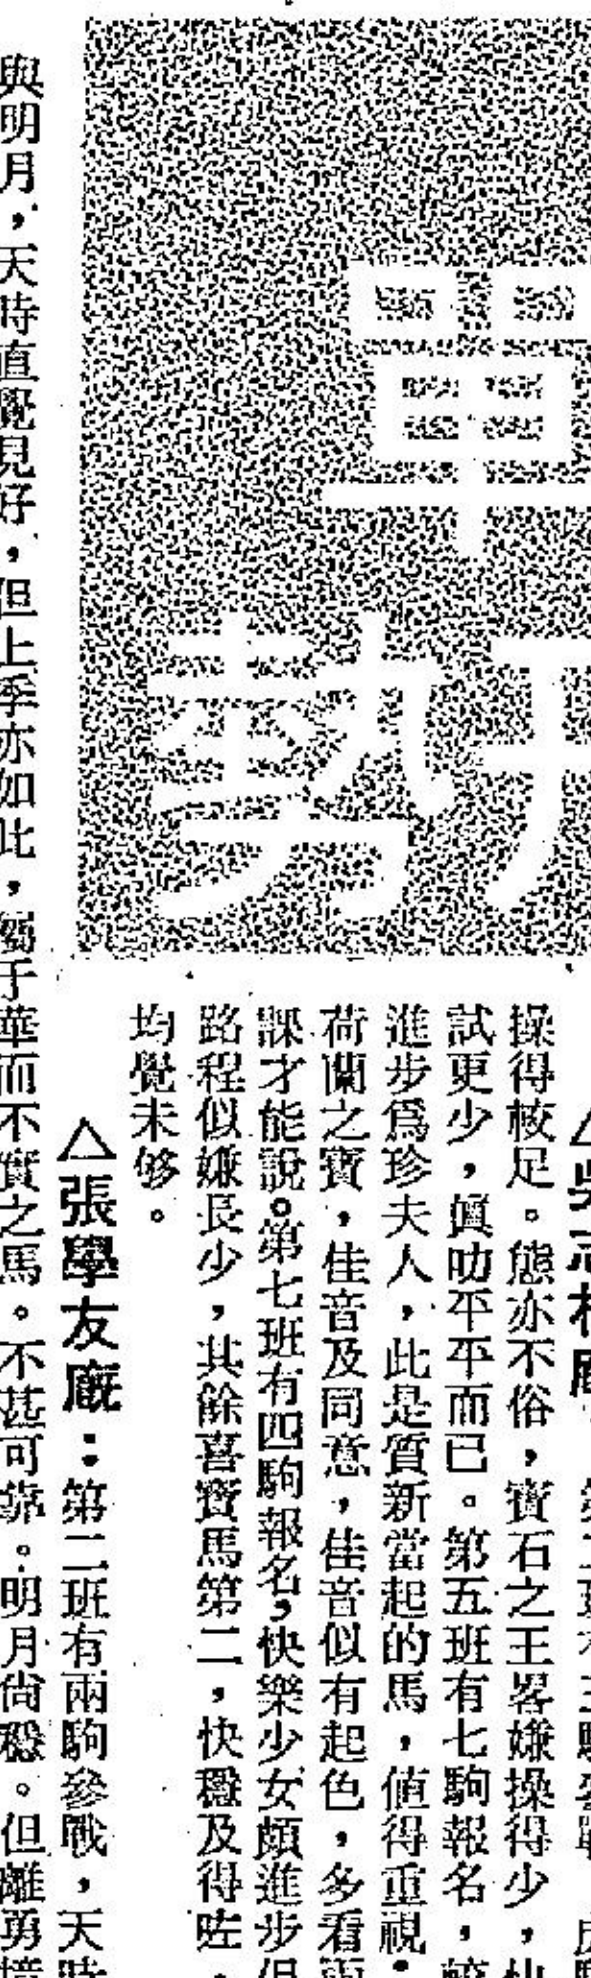 單
勢
操得校足。態亦不俗，寶石之王畧嫌操得少，
試更少，眞叻平平而已。第五班有七駒報名，
進步爲珍夫人，此是質新當起的馬，値得重視。
荷蘭之寶，佳音及同意，佳音似有起色，多看兩
課才能說。第七班有四駒報名，快樂少女頗進步但
路程似嫌長少，其餘喜寶馬第二，快穩及得咗，
均覺未够。
△張學友廐：第二班有兩駒參戰，天時
與明月，天時直覺見好，但上季亦如此，屬于華而不實之馬。不甚可靠。明月尙穩。但離勇